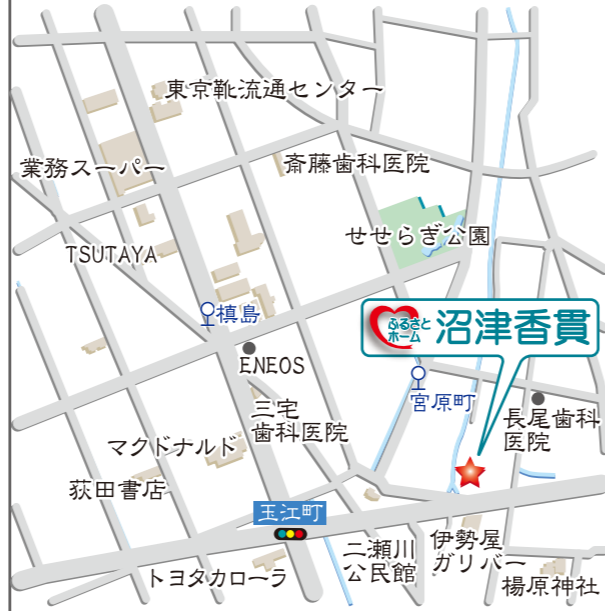 東京靴流通センター
業務スーパー
斎藤歯科医院
せせらぎ公園
TSUTAYA
槙島
ふるさと
ホーム
沼津香貫
ENEOS
宮原町
三宅
歯科医院
長尾歯科
医院
マクドナルド
荻田書店
玉江町
二瀬川
公民館
伊勢屋
ガリバー
トヨタカローラ
楊原神社